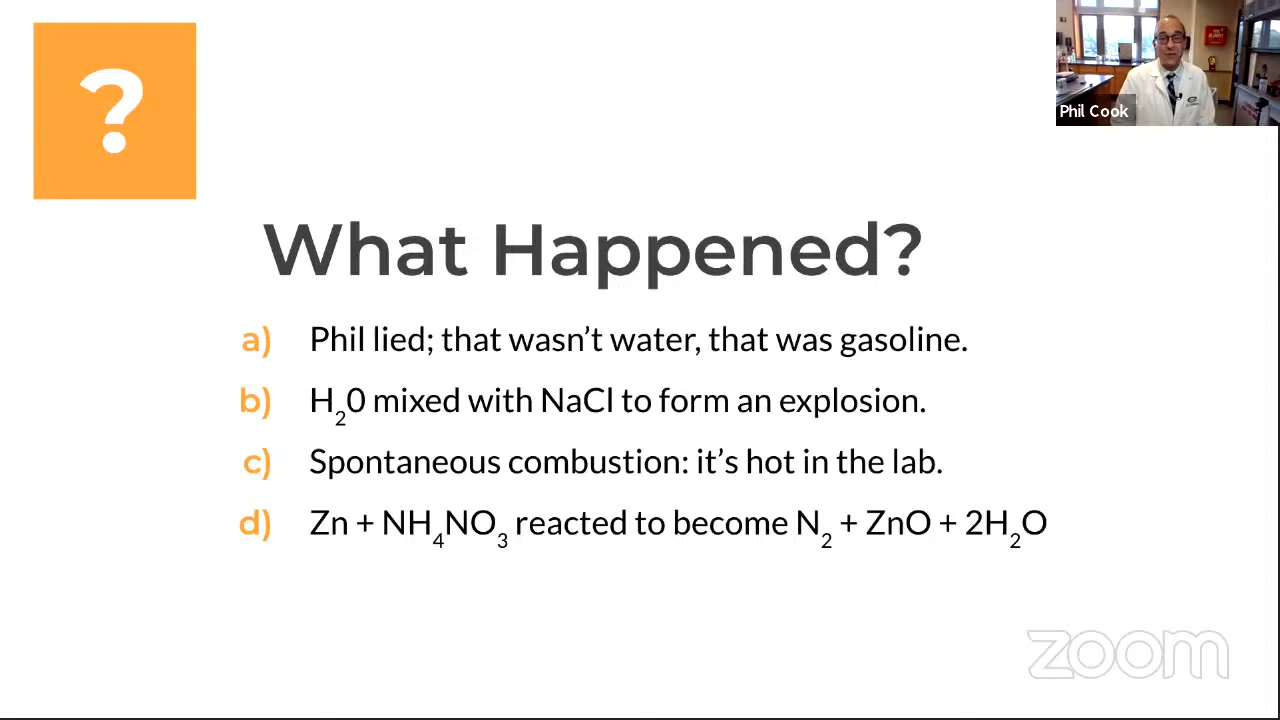 ?
Phil Cook
What Happened?
a) Phil lied; that wasn’t water, that was gasoline.
b) H₂0 mixed with NaCl to form an explosion.
c) Spontaneous combustion: it’s hot in the lab.
d) Zn + NH₄NO₃ reacted to become N₂ + ZnO + 2H₂O
zoom